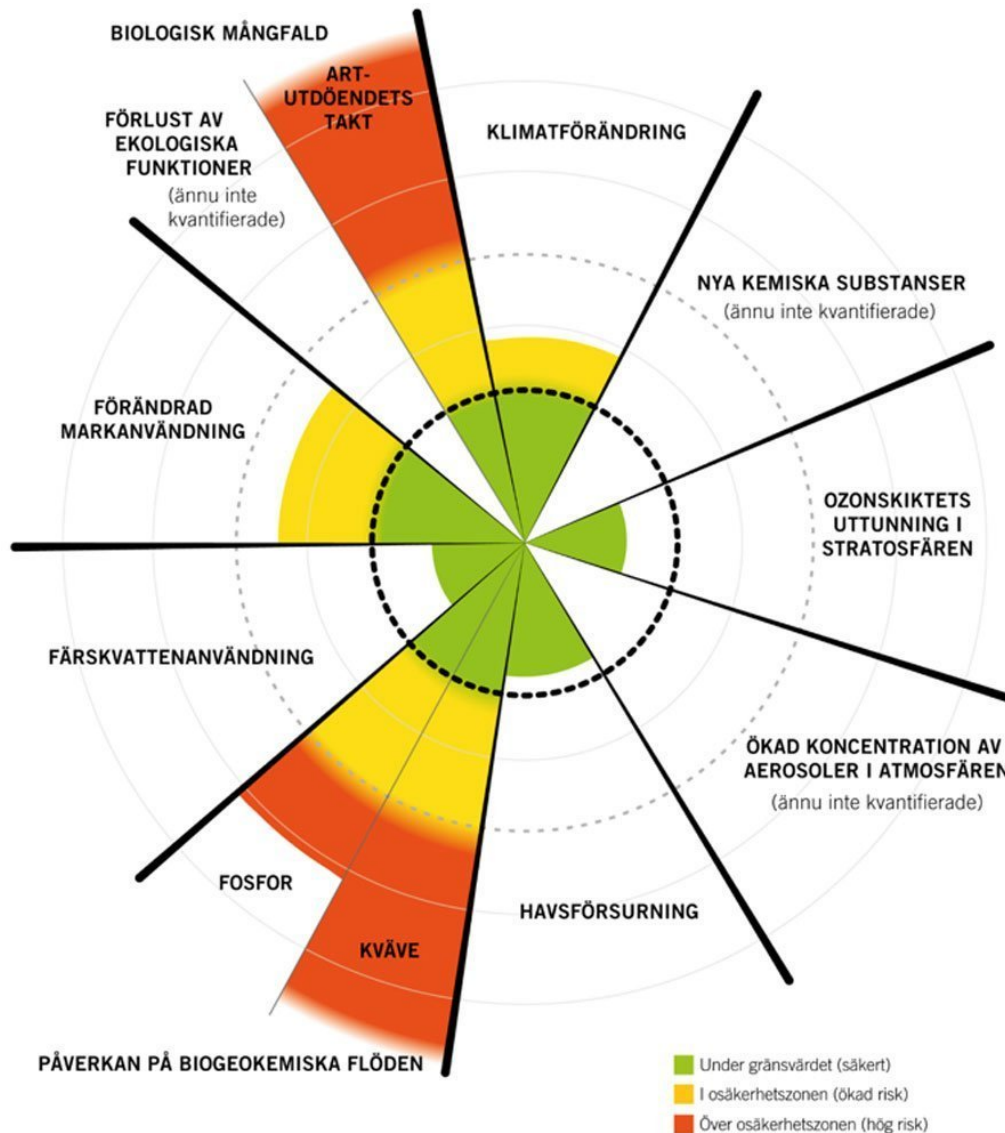 BIOLOGISK MÅNGFALD
ART-
UTDÖENDETS
TAKT
FÖRLUST AV
EKOLOGISKA
FUNKTIONER
(ännu inte
kvantifierade)
KLIMATFÖRÄNDRING
NYA KEMISKA SUBSTANSER
(ännu inte kvantifierade)
FÖRÄNDRAD
MARKANVÄNDNING
OZONSKIKTETS
UTTUNNING I
STRATOSFÄREN
FÄRSKVATTENANVÄNDNING
ÖKAD KONCENTRATION AV
AEROSOLER I ATMOSFÄREN
(ännu inte kvantifierade)
FOSFOR
HAVSFÖRSURNING
KVÄVE
PÅVERKAN PÅ BIOGEOKEMISKA FLÖDEN
Under gränsvärdet (säkert)
I osäkerhetszonen (ökad risk)
Över osäkerhetszonen (hög risk)